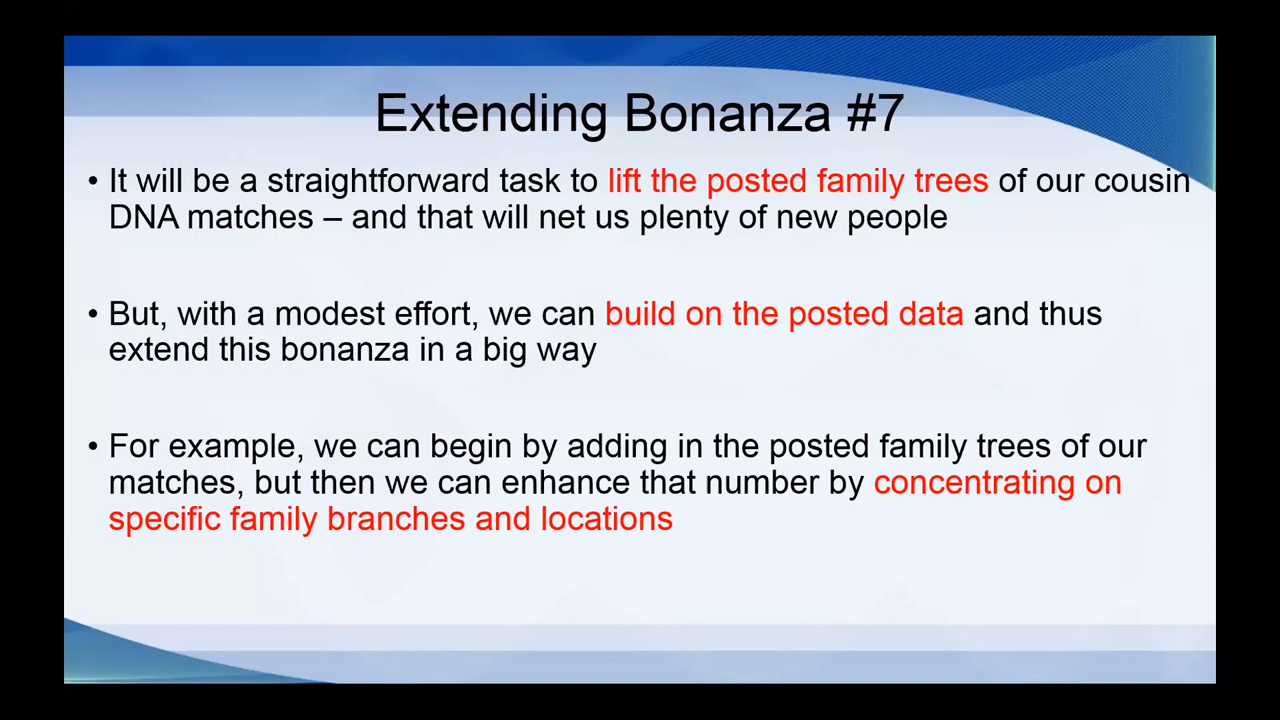 Extending Bonanza #7
• It will be a straightforward task to lift the posted family trees of our cousin
DNA matches – and that will net us plenty of new people
• But, with a modest effort, we can build on the posted data and thus
extend this bonanza in a big way
• For example, we can begin by adding in the posted family trees of our
matches, but then we can enhance that number by concentrating on
specific family branches and locations